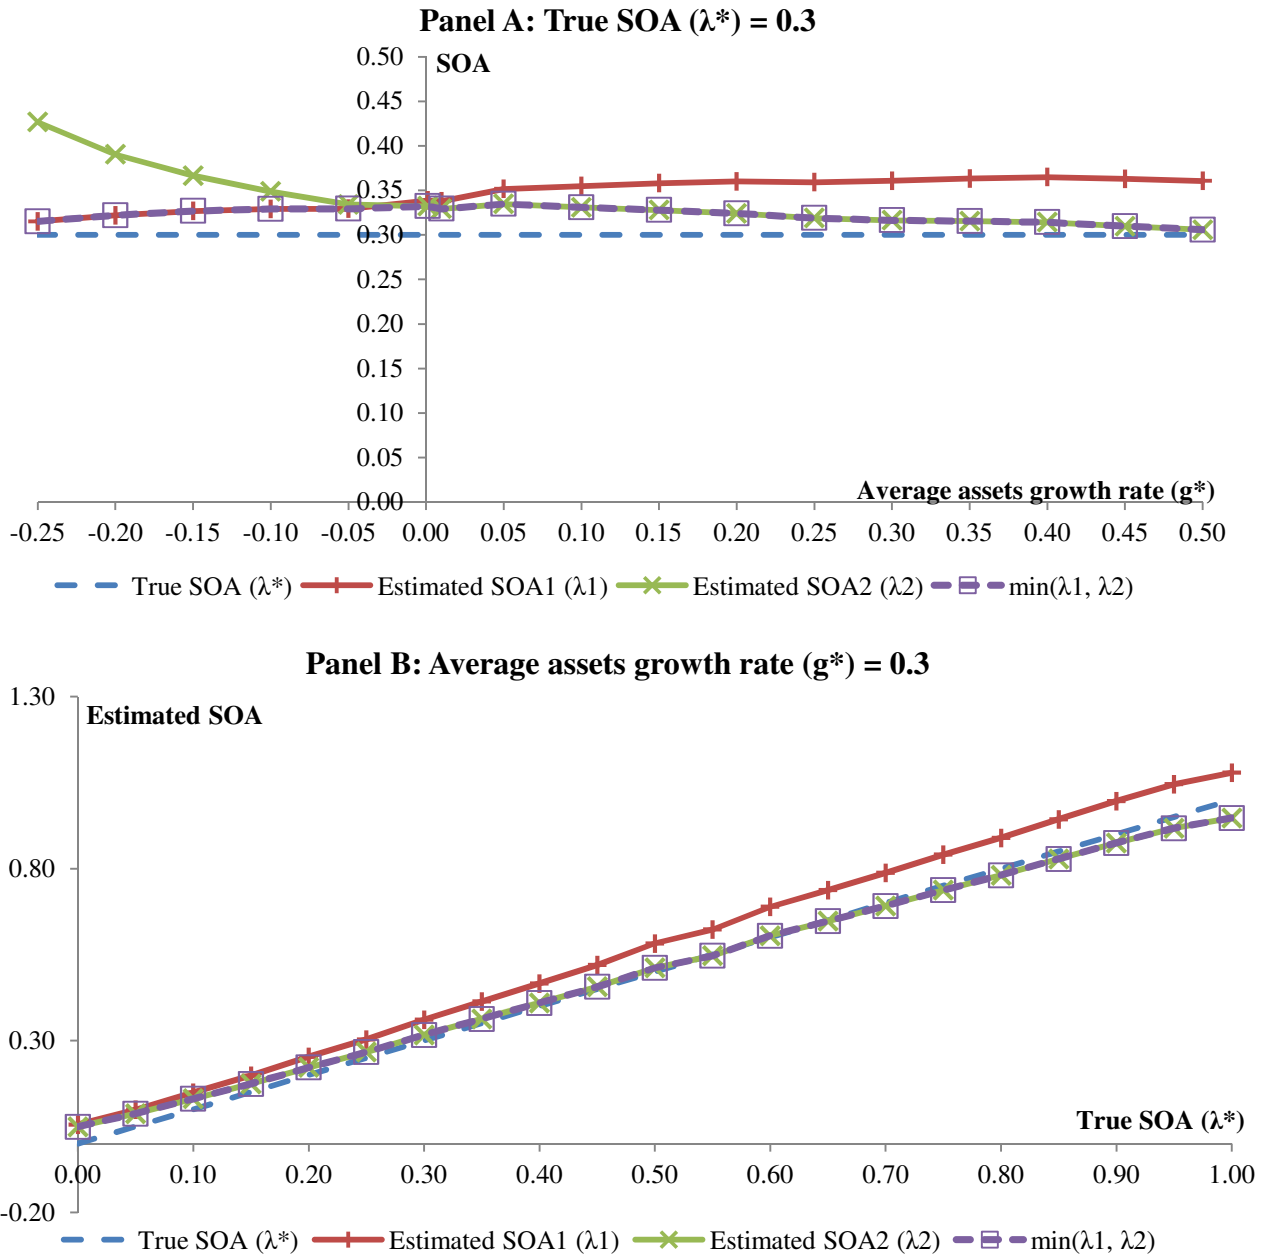 Panel A: True SOA (λ*) = 0.3
0.50
SOA
0.45
0.40
0.35
0.30
0.25
0.20
0.15
0.10
0.05
0.00
Average assets growth rate (g*)
-0.25 -0.20 -0.15 -0.10 -0.05 0.00 0.05 0.10 0.15 0.20 0.25 0.30 0.35 0.40 0.45 0.50
True SOA (λ*) Estimated SOA1 (λ1) Estimated SOA2 (λ2) min(λ1, λ2)
Panel B: Average assets growth rate (g*) = 0.3
1.30
Estimated SOA
0.80
0.30
True SOA (λ*)
0.00 0.10 0.20 0.30 0.40 0.50 0.60 0.70 0.80 0.90 1.00
-0.20
True SOA (λ*) Estimated SOA1 (λ1) Estimated SOA2 (λ2) min(λ1, λ2)